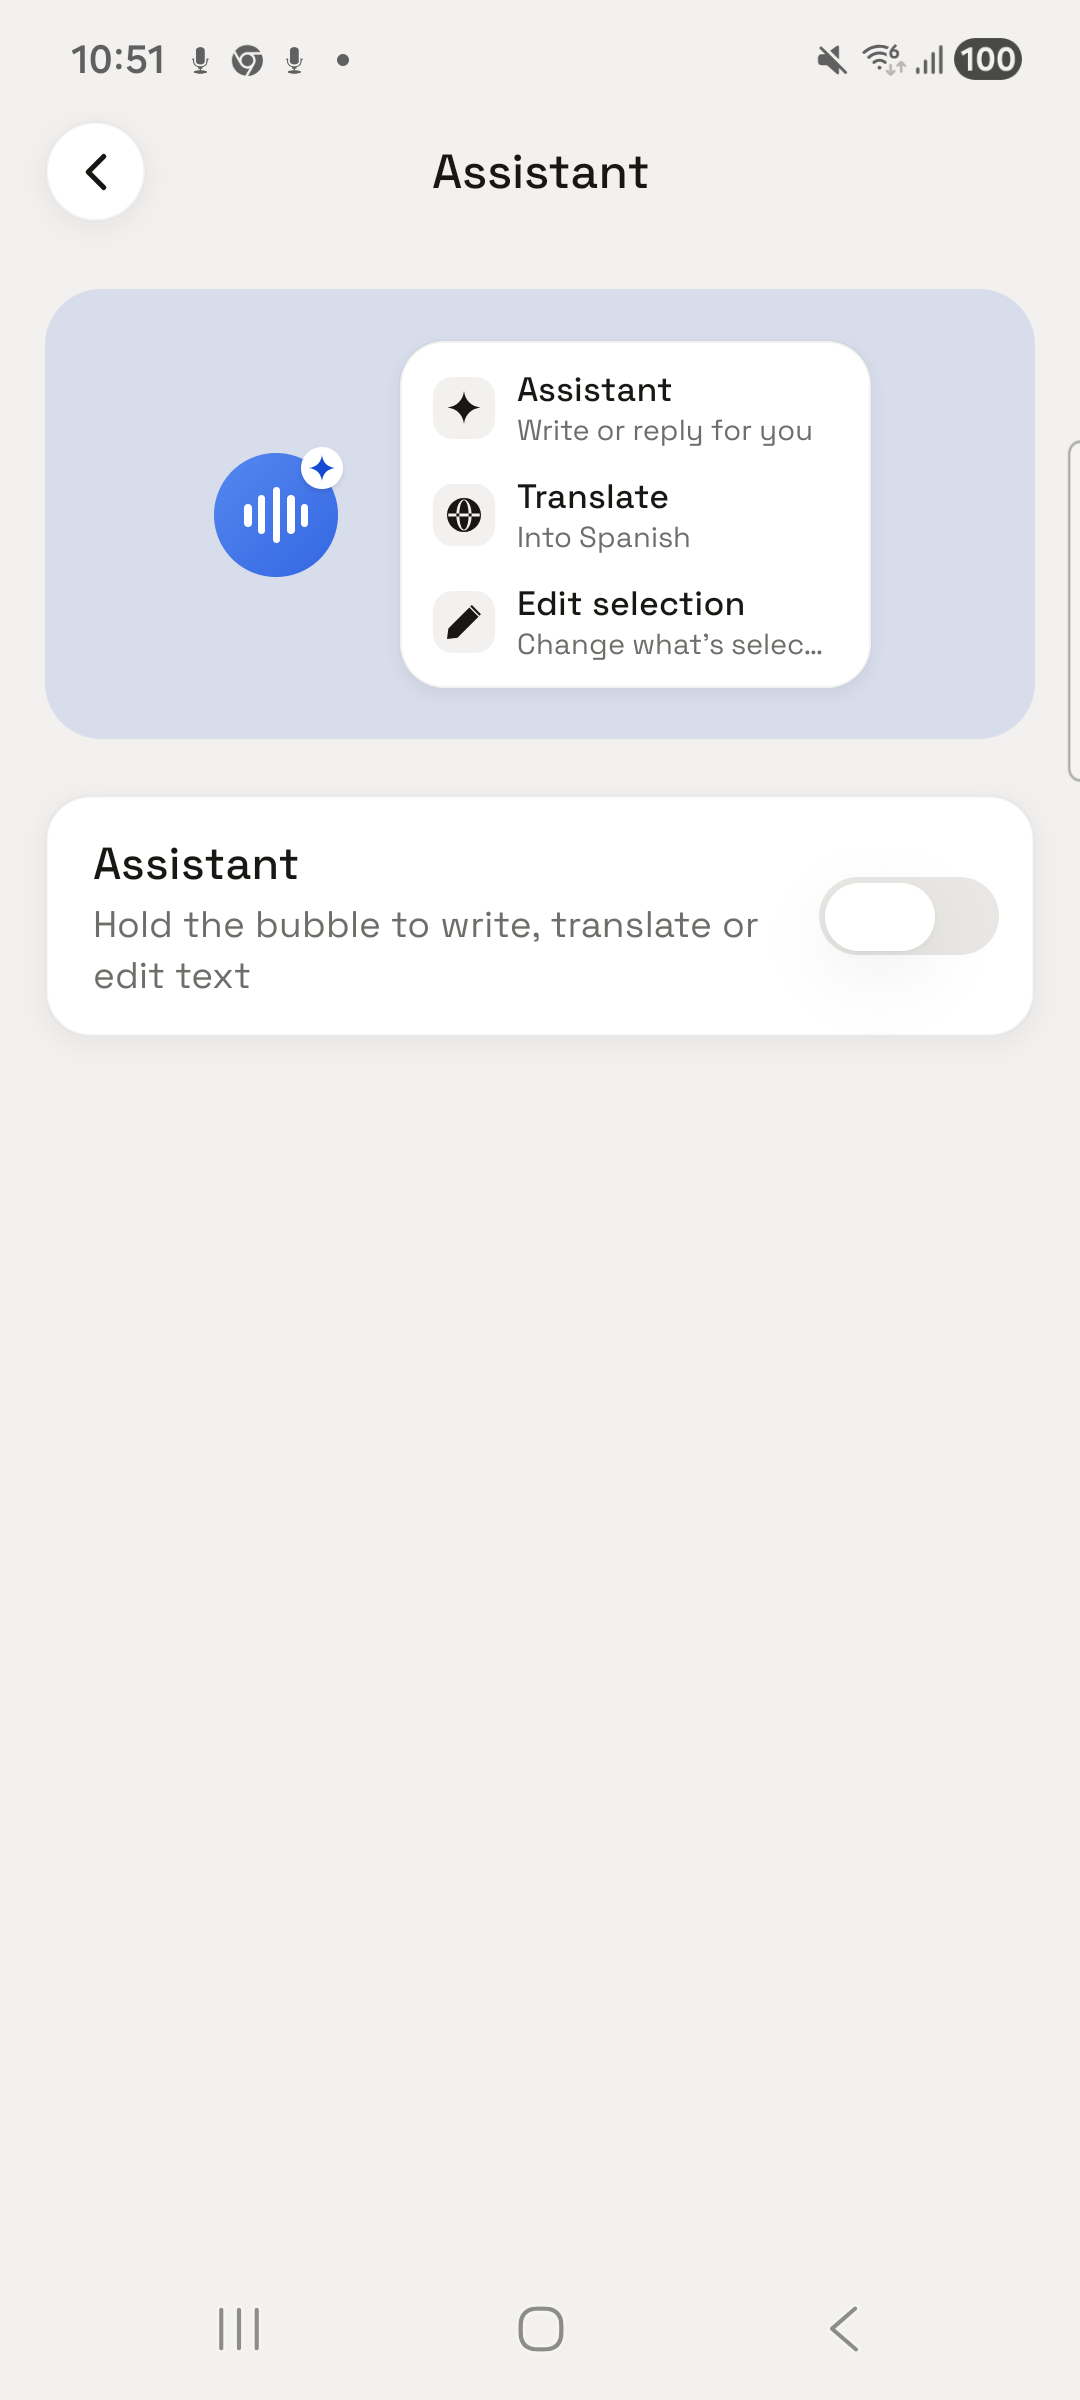 10:51
6
100
Assistant
Assistant
Write or reply for you
Translate
Into Spanish
Edit selection
Change what's selec...
Assistant
Hold the bubble to write, translate or
edit text